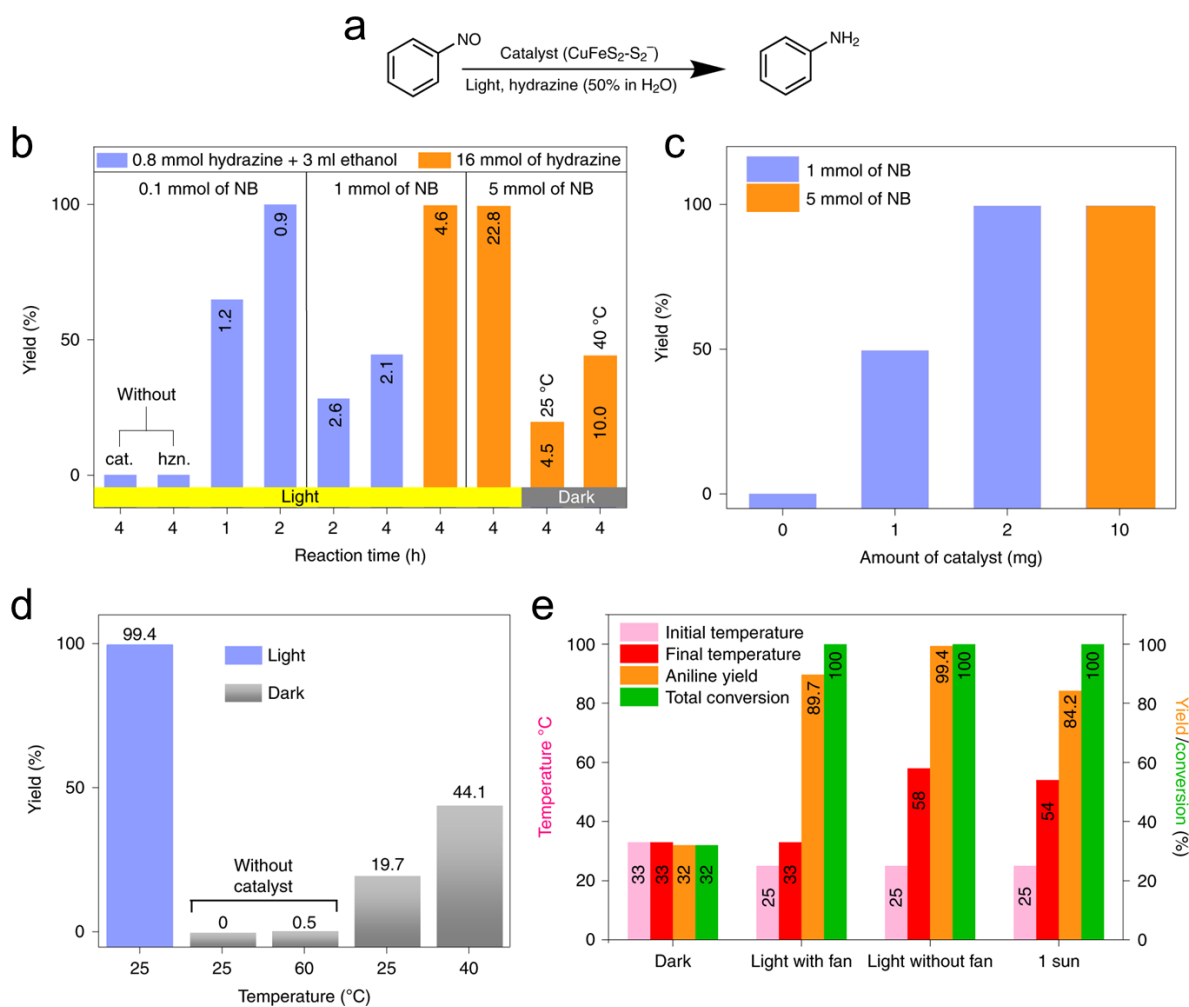 a
NO
Catalyst (CuFeS₂-S₂⁻)
Light, hydrazine (50% in H₂O)
NH₂
b
0.8 mmol hydrazine + 3 ml ethanol
16 mmol of hydrazine
0.1 mmol of NB
1 mmol of NB
5 mmol of NB
Yield (%)
100
50
0
Without
cat.
hzn.
1.2
0.9
2.6
2.1
4.6
22.8
25 °C
4.5
40 °C
10.0
Light
Dark
4 4 1 2 2 4 4 4 4 4
Reaction time (h)
c
1 mmol of NB
5 mmol of NB
Yield (%)
100
50
0
0 1 2 10
Amount of catalyst (mg)
d
Light
Dark
Yield (%)
100
50
0
99.4
Without
catalyst
0
0.5
19.7
44.1
25 25 60 25 40
Temperature (°C)
e
Initial temperature
Final temperature
Aniline yield
Total conversion
Temperature °C
100
80
60
40
20
0
33 33 32 32
25 33 89.7 100
25 58 99.4 100
25 54 84.2 100
100
80
60
40
20
0
Yield/conversion (%)
Dark
Light with fan
Light without fan
1 sun